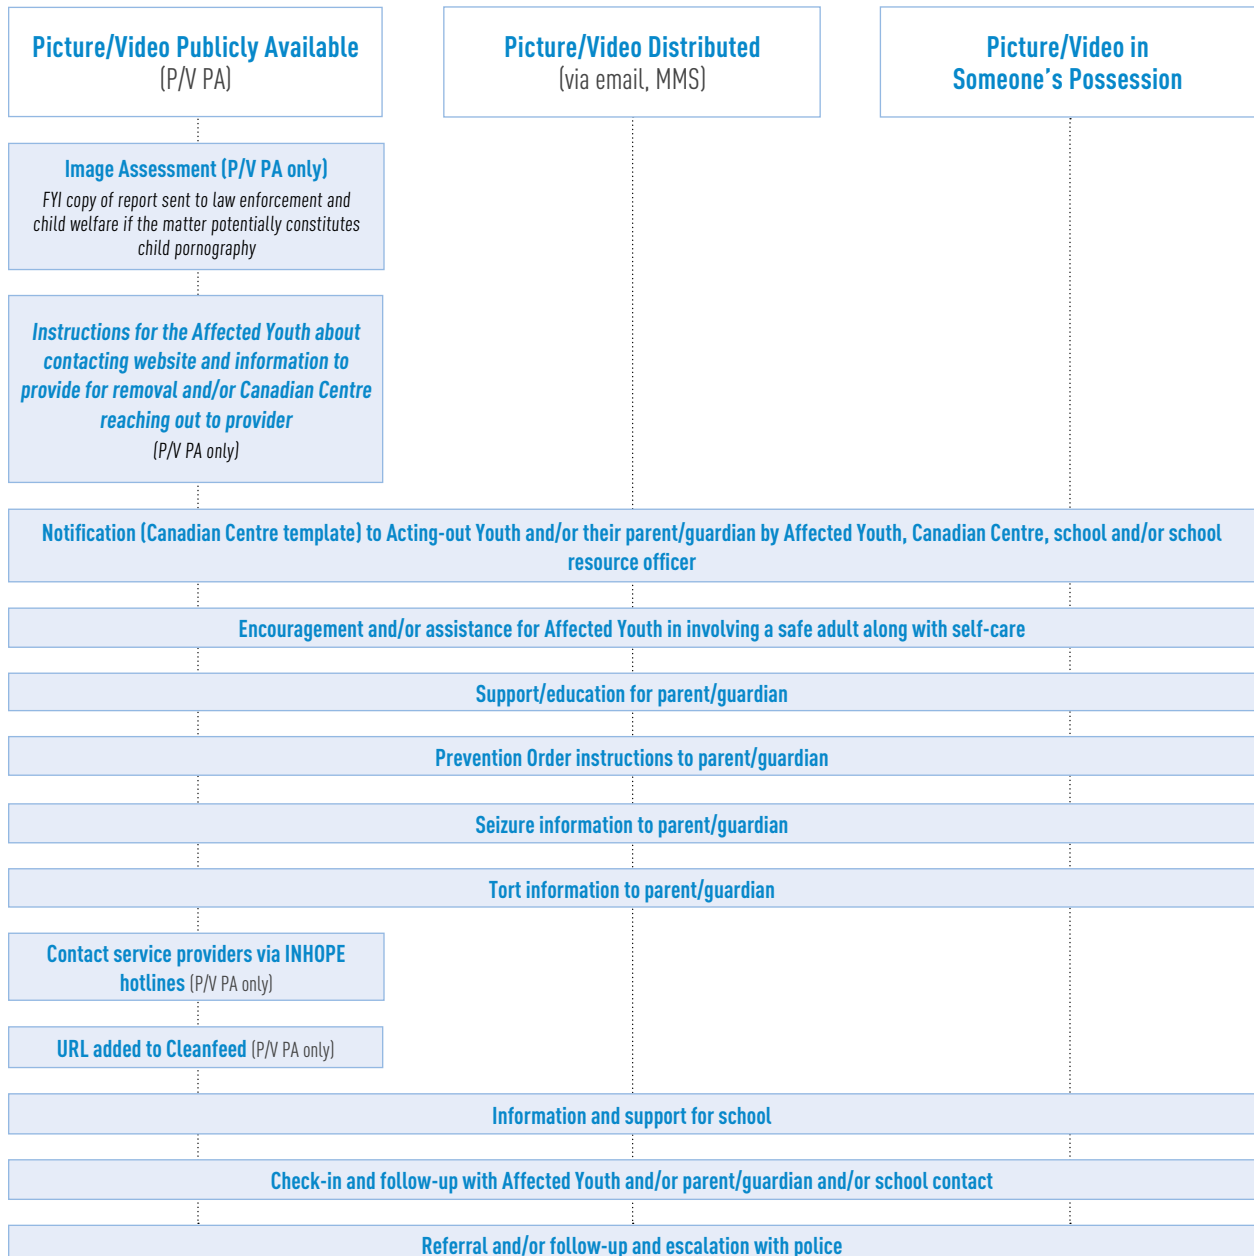 Picture/Video Publicly Available
(P/V PA)
Picture/Video Distributed
(via email, MMS)
Picture/Video in
Someone's Possession
Image Assessment (P/V PA only)
FYI copy of report sent to law enforcement and
child welfare if the matter potentially constitutes
child pornography
Instructions for the Affected Youth about
contacting website and information to
provide for removal and/or Canadian Centre
reaching out to provider
(P/V PA only)
Notification (Canadian Centre template) to Acting-out Youth and/or their parent/guardian by Affected Youth, Canadian Centre, school and/or school
resource officer
Encouragement and/or assistance for Affected Youth in involving a safe adult along with self-care
Support/education for parent/guardian
Prevention Order instructions to parent/guardian
Seizure information to parent/guardian
Tort information to parent/guardian
Contact service providers via INHOPE
hotlines (P/V PA only)
URL added to Cleanfeed (P/V PA only)
Information and support for school
Check-in and follow-up with Affected Youth and/or parent/guardian and/or school contact
Referral and/or follow-up and escalation with police